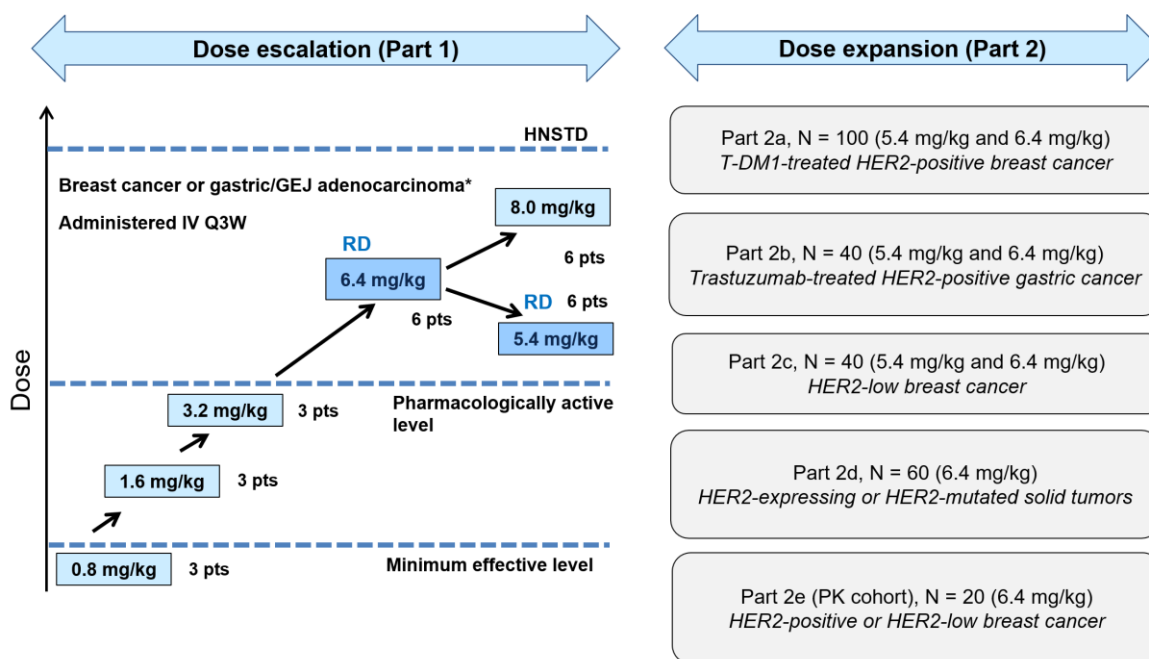 Dose escalation (Part 1)
HNSTD
Breast cancer or gastric/GEJ adenocarcinoma*
8.0 mg/kg
Administered IV Q3W
RD
6 pts
6.4 mg/kg
RD
6 pts
6 pts
5.4 mg/kg
3.2 mg/kg
3 pts
Pharmacologically active
level
1.6 mg/kg
3 pts
Minimum effective level
0.8 mg/kg
3 pts
Dose
Dose expansion (Part 2)
Part 2a, N = 100 (5.4 mg/kg and 6.4 mg/kg)
T-DM1-treated HER2-positive breast cancer
Part 2b, N = 40 (5.4 mg/kg and 6.4 mg/kg)
Trastuzumab-treated HER2-positive gastric cancer
Part 2c, N = 40 (5.4 mg/kg and 6.4 mg/kg)
HER2-low breast cancer
Part 2d, N = 60 (6.4 mg/kg)
HER2-expressing or HER2-mutated solid tumors
Part 2e (PK cohort), N = 20 (6.4 mg/kg)
HER2-positive or HER2-low breast cancer